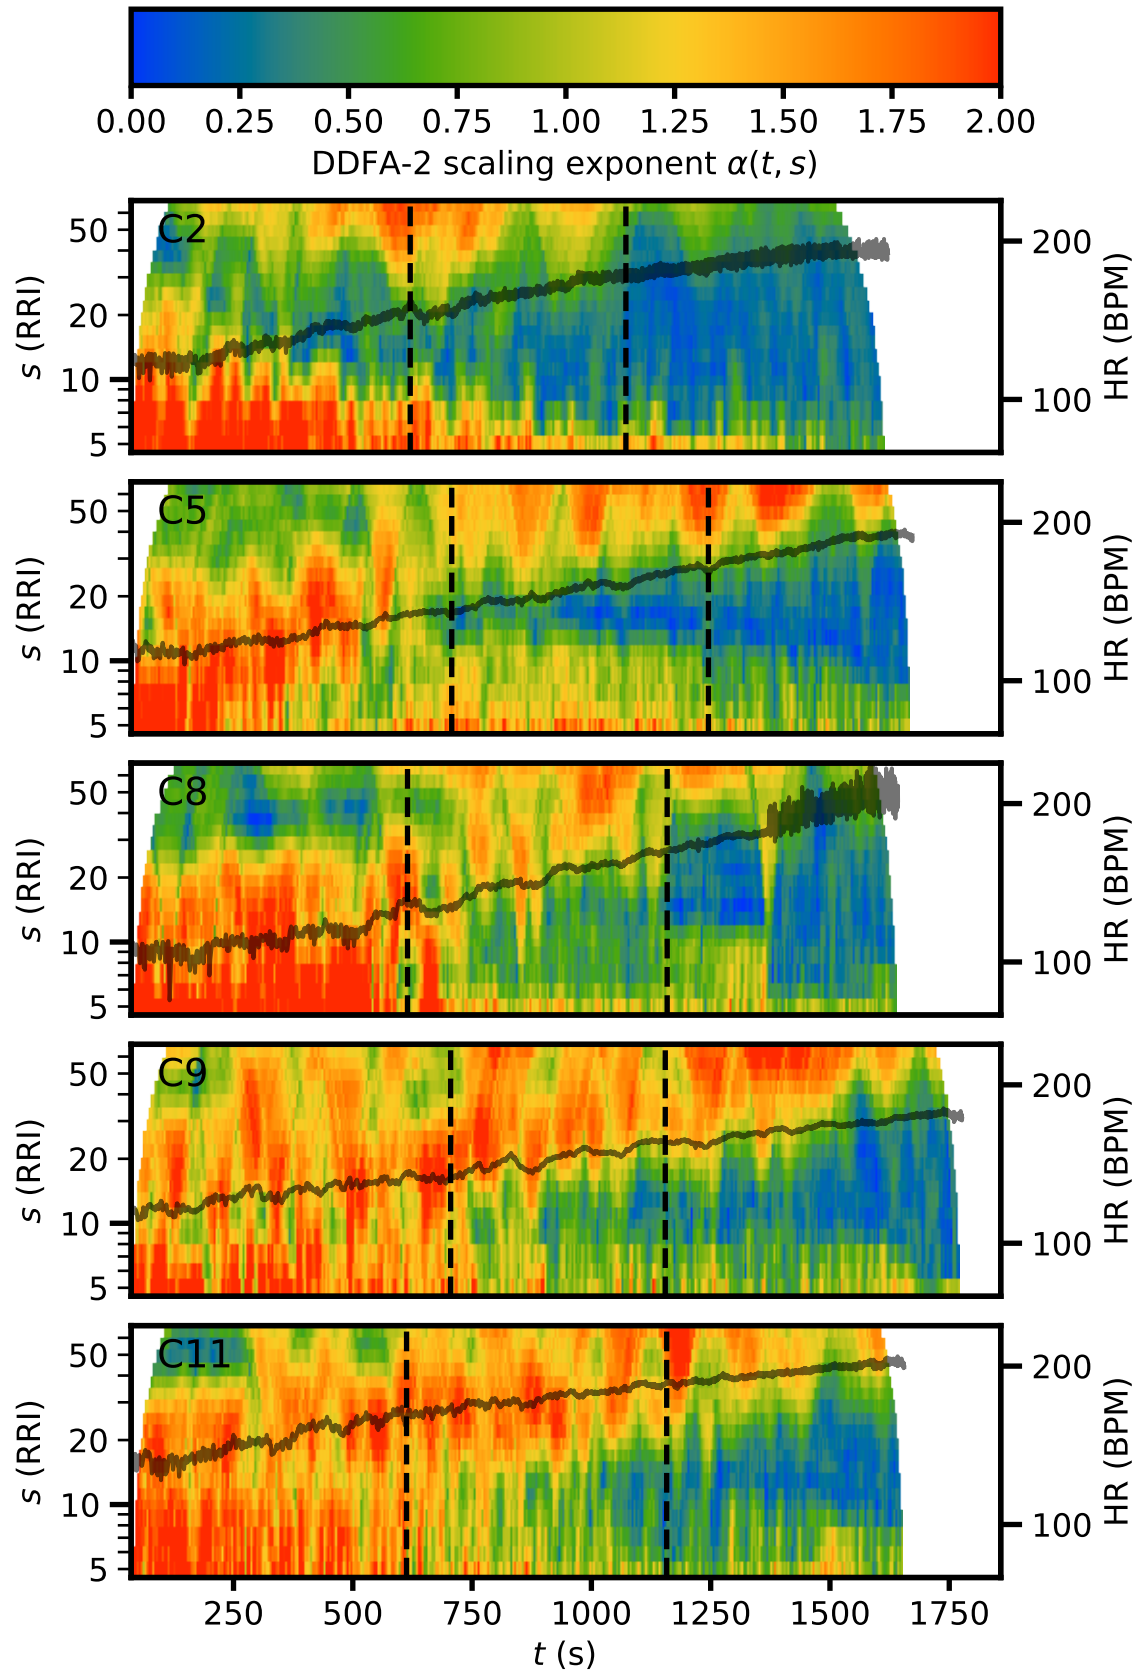 0.00 0.25 0.50 0.75 1.00 1.25 1.50 1.75 2.00
DDFA-2 scaling exponent α(t, s)
C2
50
20
10
5
s (RRI)
200
100
HR (BPM)
C5
50
20
10
5
s (RRI)
200
100
HR (BPM)
C8
50
20
10
5
s (RRI)
200
100
HR (BPM)
C9
50
20
10
5
s (RRI)
200
100
HR (BPM)
C11
50
20
10
5
s (RRI)
200
100
HR (BPM)
250 500 750 1000 1250 1500 1750
t (s)